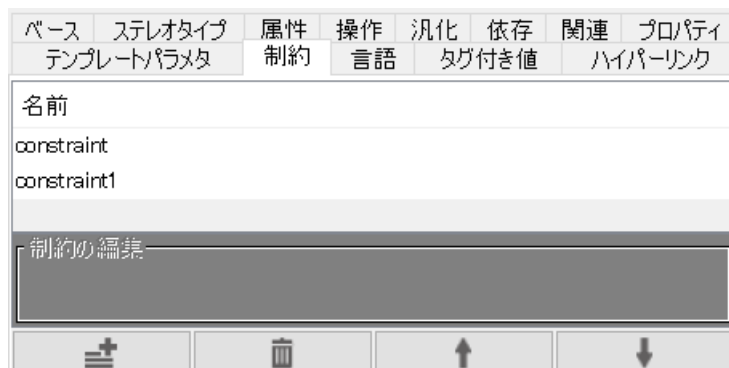 ベース ステレオタイプ 属性 操作 汎化 依存 関連 プロパティ
テンプレートパラメタ 制約 言語 タグ付き値 ハイパーリンク
名前
constraint
constraint1
制約の編集